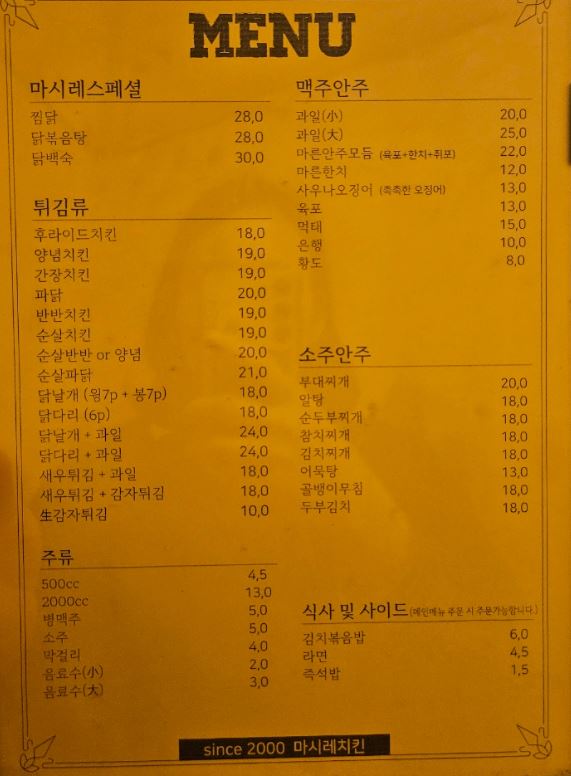 MENU
마시레스페셜
찜닭 28,0
닭볶음탕 28,0
닭백숙 30,0
튀김류
후라이드치킨 18,0
양념치킨 19,0
간장치킨 19,0
파닭 20,0
반반치킨 19,0
순살치킨 19,0
순살반반 or 양념 20,0
순살파닭 21,0
닭날개 (윙7p + 봉7p) 18,0
닭다리 (6p) 18,0
닭날개 + 과일 24,0
닭다리 + 과일 24,0
새우튀김 + 과일 18,0
새우튀김 + 감자튀김 18,0
生감자튀김 10,0
주류
500cc 4,5
2000cc 13,0
병맥주 5,0
소주 5,0
막걸리 4,0
음료수(小) 2,0
음료수(大) 3,0
맥주안주
과일(小) 20,0
과일(大) 25,0
마른안주모듬 (육포+한치+쥐포) 22,0
마른한치 12,0
사우나오징어 (촉촉한 오징어) 13,0
육포 13,0
먹태 15,0
은행 10,0
황도 8,0
소주안주
부대찌개 20,0
알탕 18,0
순두부찌개 18,0
참치찌개 18,0
김치찌개 18,0
어묵탕 13,0
골뱅이무침 18,0
두부김치 18,0
식사 및 사이드(메인메뉴 주문 시 주문가능합니다.)
김치볶음밥 6,0
라면 4,5
즉석밥 1,5
since 2000 마시레치킨